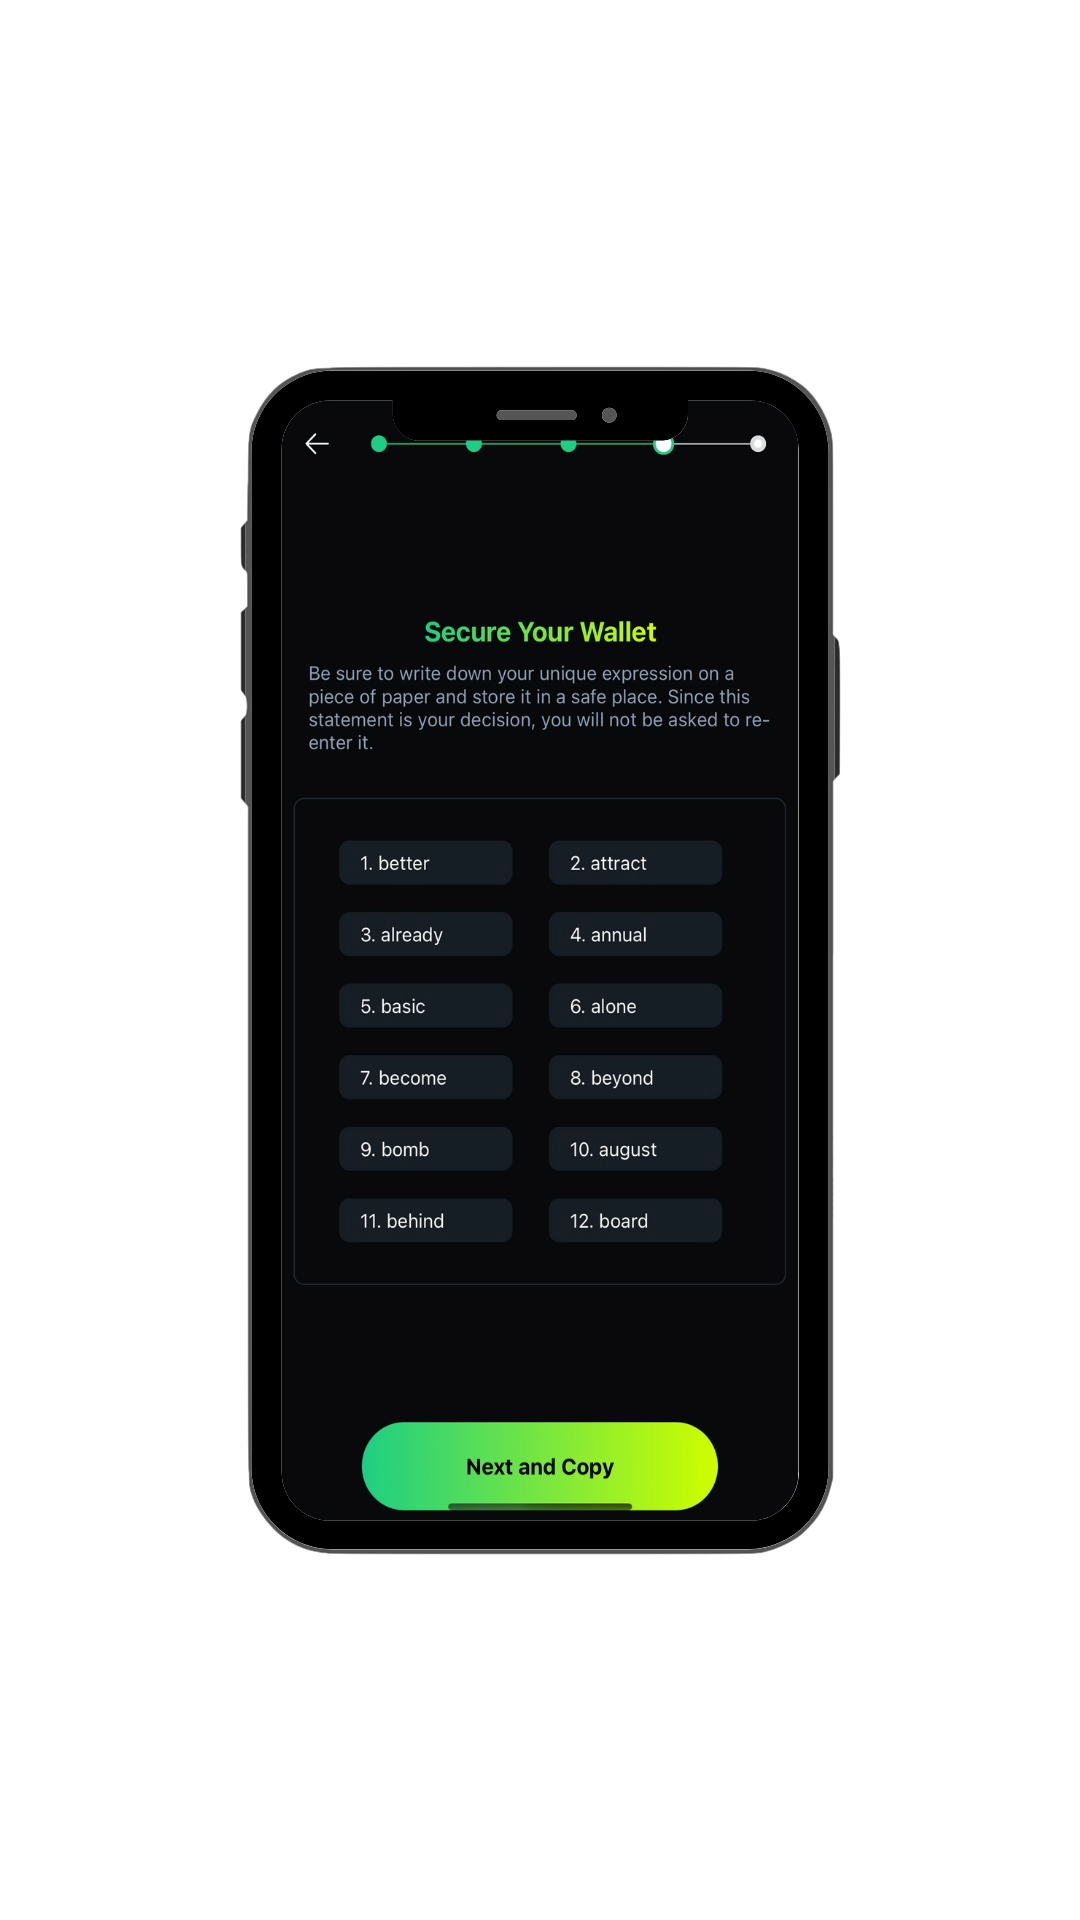 Secure Your Wallet
Be sure to write down your unique expression on a
piece of paper and store it in a safe place. Since this
statement is your decision, you will not be asked to re-
enter it.
1. better
2. attract
3. already
4. annual
5. basic
6. alone
7. become
8. beyond
9. bomb
10. august
11. behind
12. board
Next and Copy